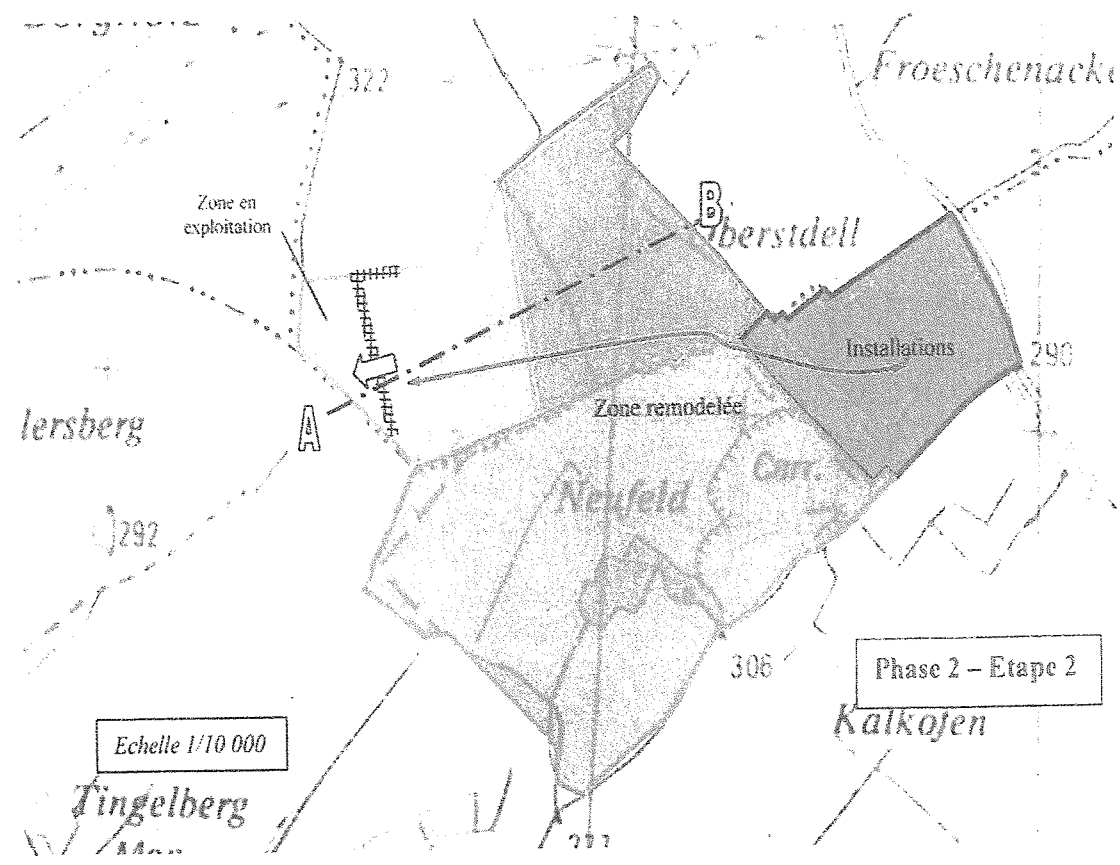 322
Froeschenacke
Zone en
exploitation
B
Oberstdell
Installations
290
A
lersberg
Zone remodelée
Carr.
Neufeld
292
306
Phase 2 – Etape 2
Kalkofen
Echelle 1/10 000
Tingelberg